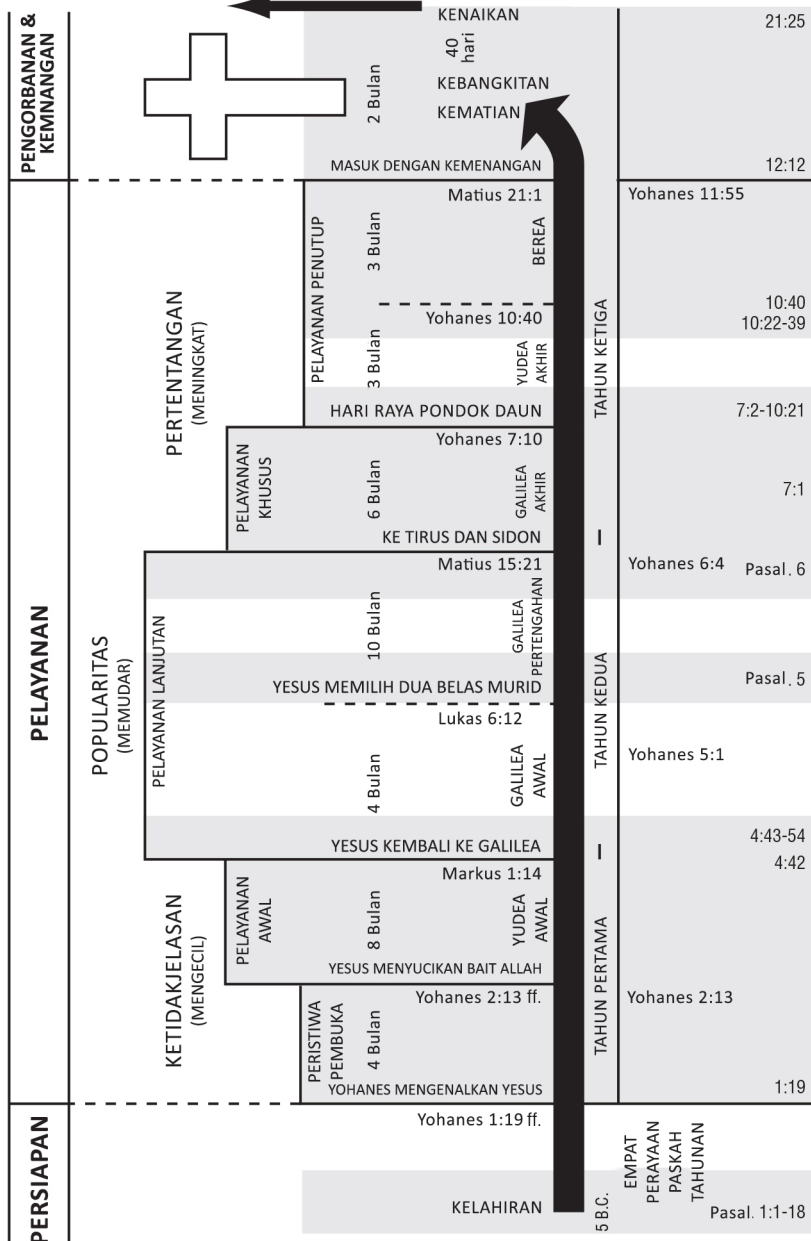 PENGORBANAN &
KEMNANGAN
KENAIKAN
21:25
40
hari
2 Bulan
KEBANGKITAN
KEMATIAN
MASUK DENGAN KEMENANGAN
12:12
PELAYANAN
PERTENTANGAN
(MENINGKAT)
PELAYANAN PENUTUP
Matius 21:1
Yohanes 11:55
3 Bulan
BEREA
TAHUN KETIGA
Yohanes 10:40
10:40
10:22-39
3 Bulan
YUDEA
AKHIR
HARI RAYA PONDOK DAUN
7:2-10:21
Yohanes 7:10
PELAYANAN
KHUSUS
6 Bulan
GALILEA
AKHIR
7:1
KE TIRUS DAN SIDON
Matius 15:21
Yohanes 6:4
Pasal. 6
POPULARITAS
(MEMUDAR)
PELAYANAN LANJUTAN
10 Bulan
GALILEA
PERTENGAHAN
TAHUN KEDUA
Pasal. 5
YESUS MEMILIH DUA BELAS MURID
Lukas 6:12
Yohanes 5:1
4 Bulan
GALILEA
AWAL
YESUS KEMBALI KE GALILEA
4:43-54
4:42
Markus 1:14
KETIDAKJELASAN
(MENGECIL)
PELAYANAN
AWAL
8 Bulan
YUDEA
AWAL
TAHUN PERTAMA
YESUS MENYUCIKAN BAIT ALLAH
Yohanes 2:13 ff.
Yohanes 2:13
PERISTIWA
PEMBUKA
4 Bulan
YOHANES MENGENALKAN YESUS
1:19
PERSIAPAN
Yohanes 1:19 ff.
EMPAT
PERAYAAN
PASKAH
TAHUNAN
KELAHIRAN
5 B.C.
Pasal. 1:1-18